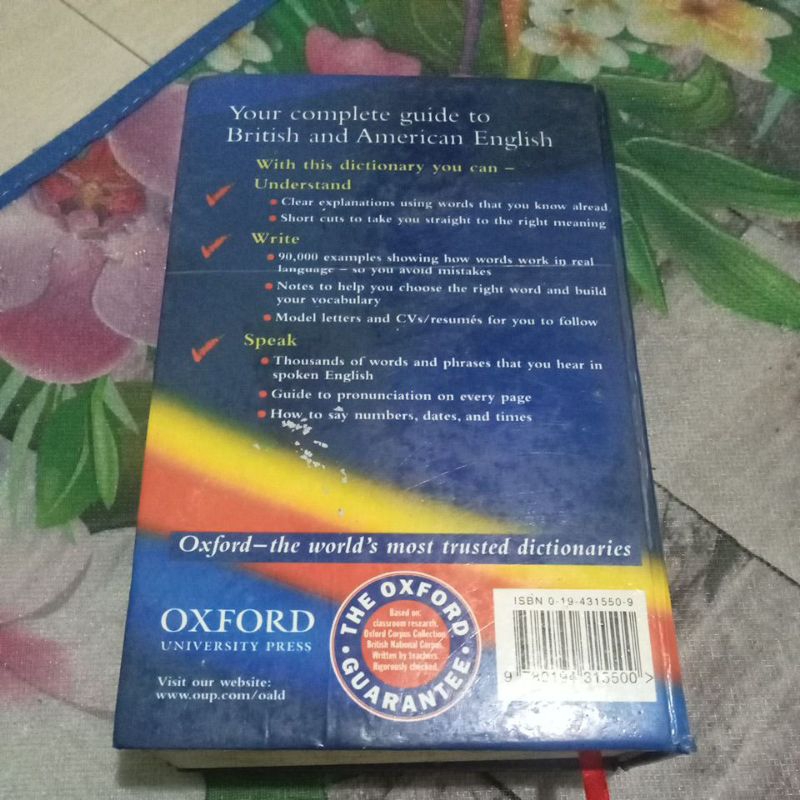 Your complete guide to
British and American English
With this dictionary you can –
Understand
Clear explanations using words that you know alread
Short cuts to take you straight to the right meaning
Write
90,000 examples showing how words work in real
language – so you avoid mistakes
Notes to help you choose the right word and build
your vocabulary
Model letters and CVs/resumés for you to follow
Speak
Thousands of words and phrases that you hear in
spoken English
Guide to pronunciation on every page
How to say numbers, dates, and times
Oxford–the world's most trusted dictionaries
OXFORD
UNIVERSITY PRESS
Visit our website:
www.oup.com/oald
THE OXFORD
Based on
classroom research.
Oxford Corpus Collection
British National Corpus.
Written by teachers.
Rigorously checked.
GUARANTEE
ISBN 0-19-431550-9
9 780194 315500 >